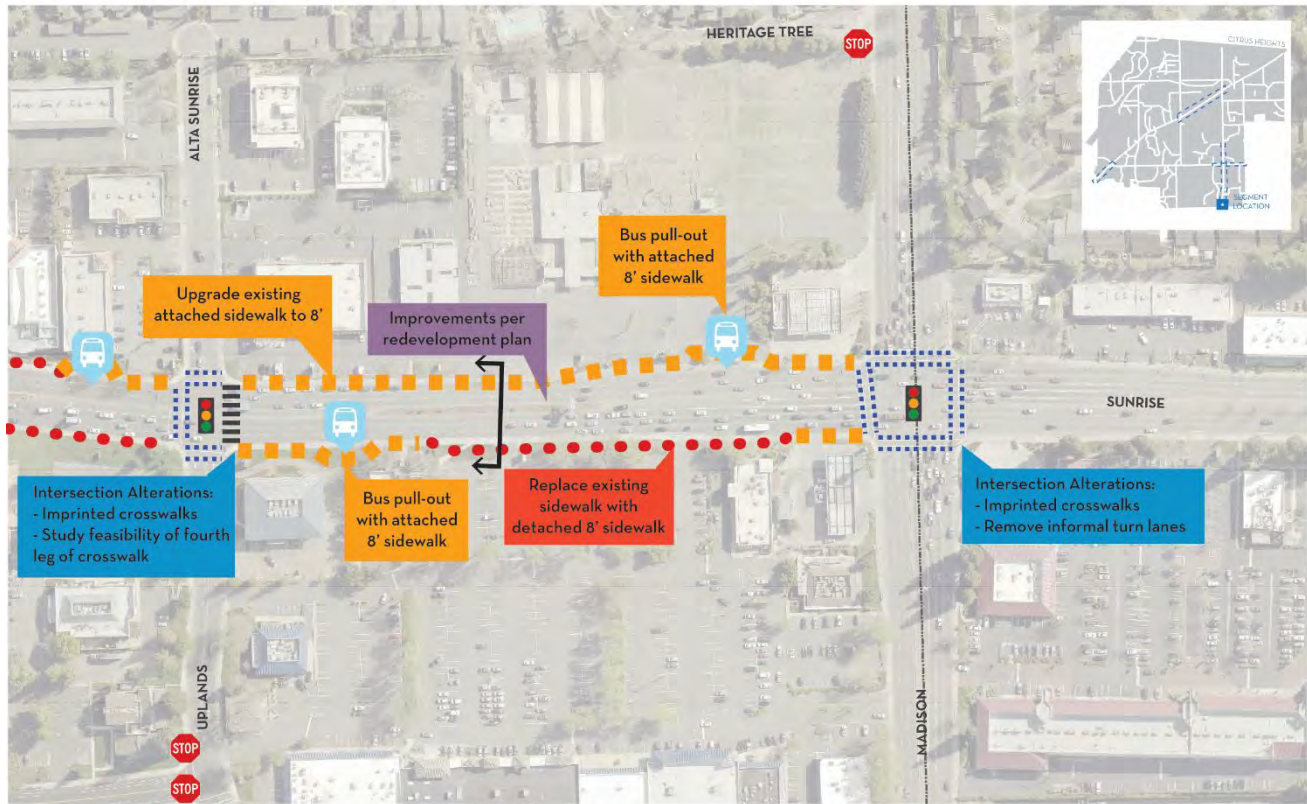 HERITAGE TREE
STOP
CITRUS HEIGHTS
SEGMENT
LOCATION
ALTA SUNRISE
Bus pull-out
with attached
8' sidewalk
Upgrade existing
attached sidewalk to 8'
Improvements per
redevelopment plan
SUNRISE
Intersection Alterations:
- Imprinted crosswalks
- Study feasibility of fourth
leg of crosswalk
Bus pull-out
with attached
8' sidewalk
Replace existing
sidewalk with
detached 8' sidewalk
Intersection Alterations:
- Imprinted crosswalks
- Remove informal turn lanes
UPLANDS
MADISON
STOP
STOP